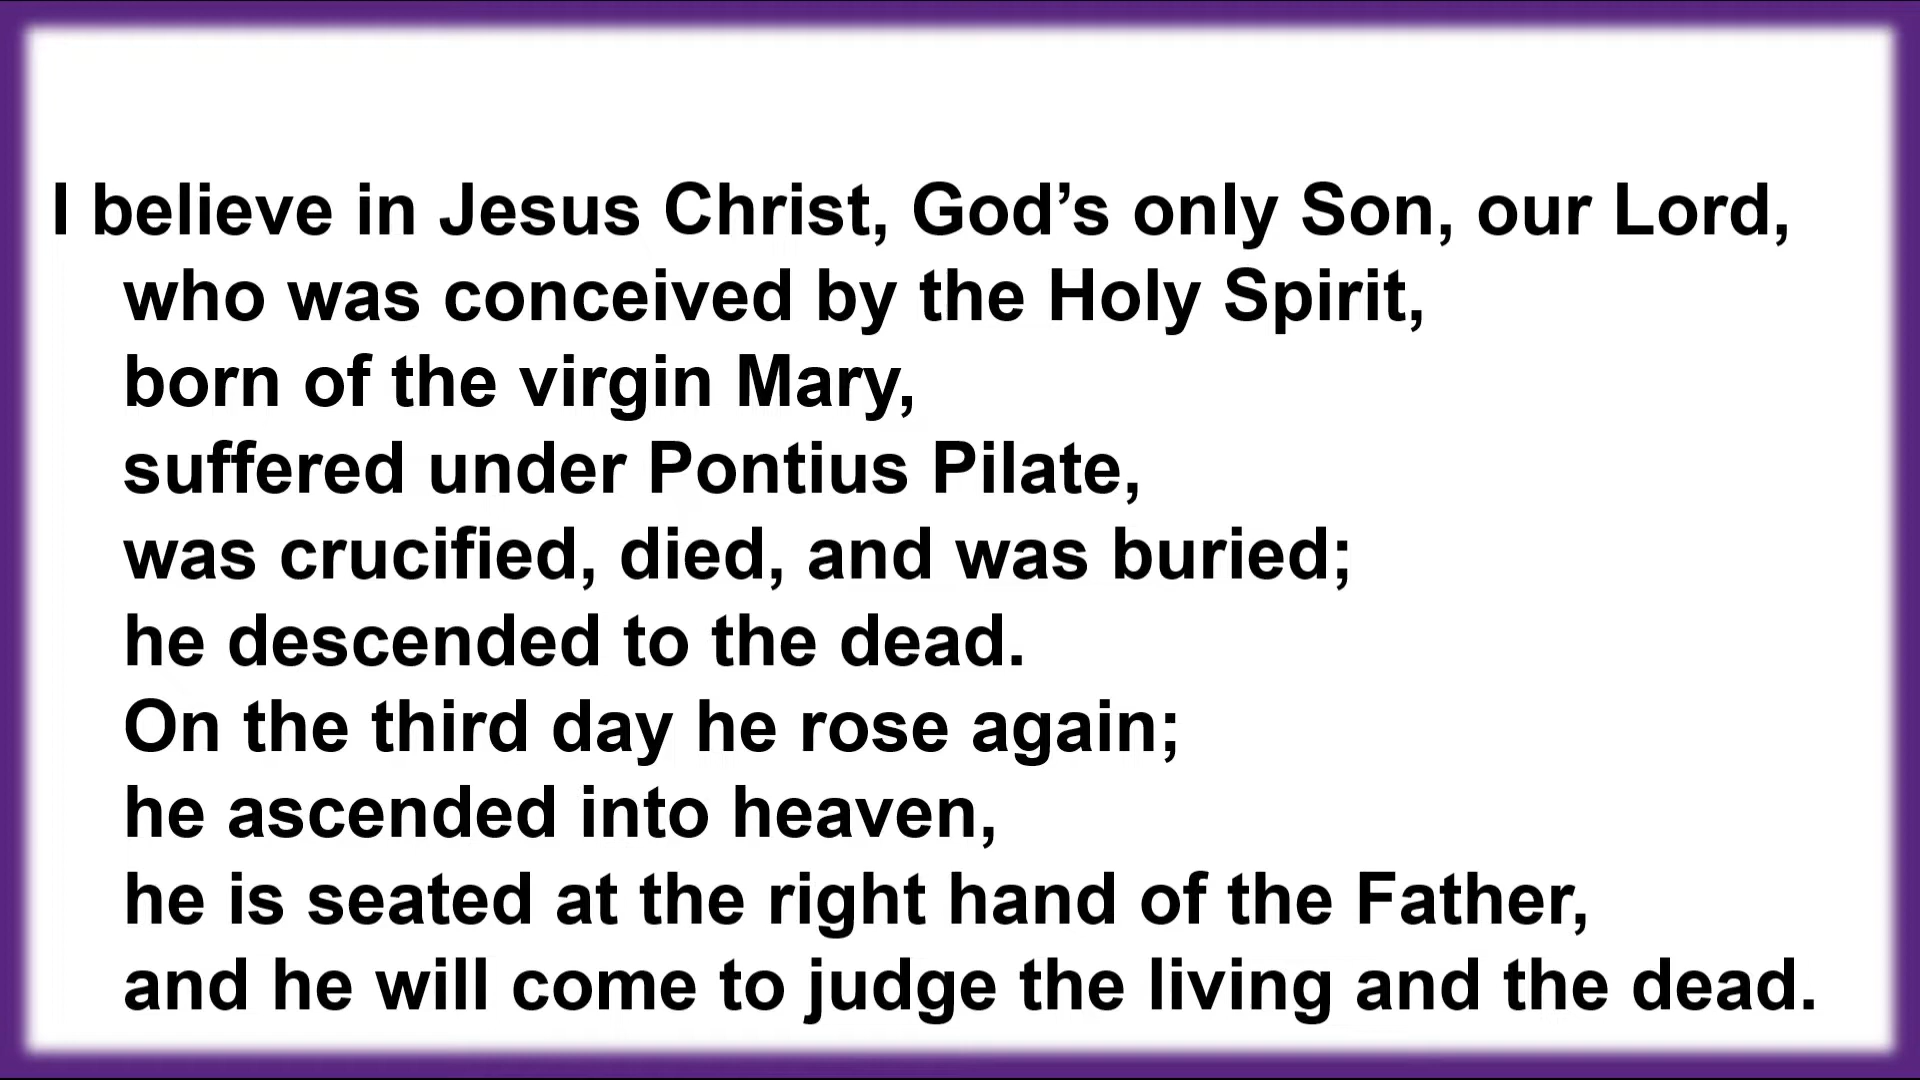 I believe in Jesus Christ, God’s only Son, our Lord,
who was conceived by the Holy Spirit,
born of the virgin Mary,
suffered under Pontius Pilate,
was crucified, died, and was buried;
he descended to the dead.
On the third day he rose again;
he ascended into heaven,
he is seated at the right hand of the Father,
and he will come to judge the living and the dead.